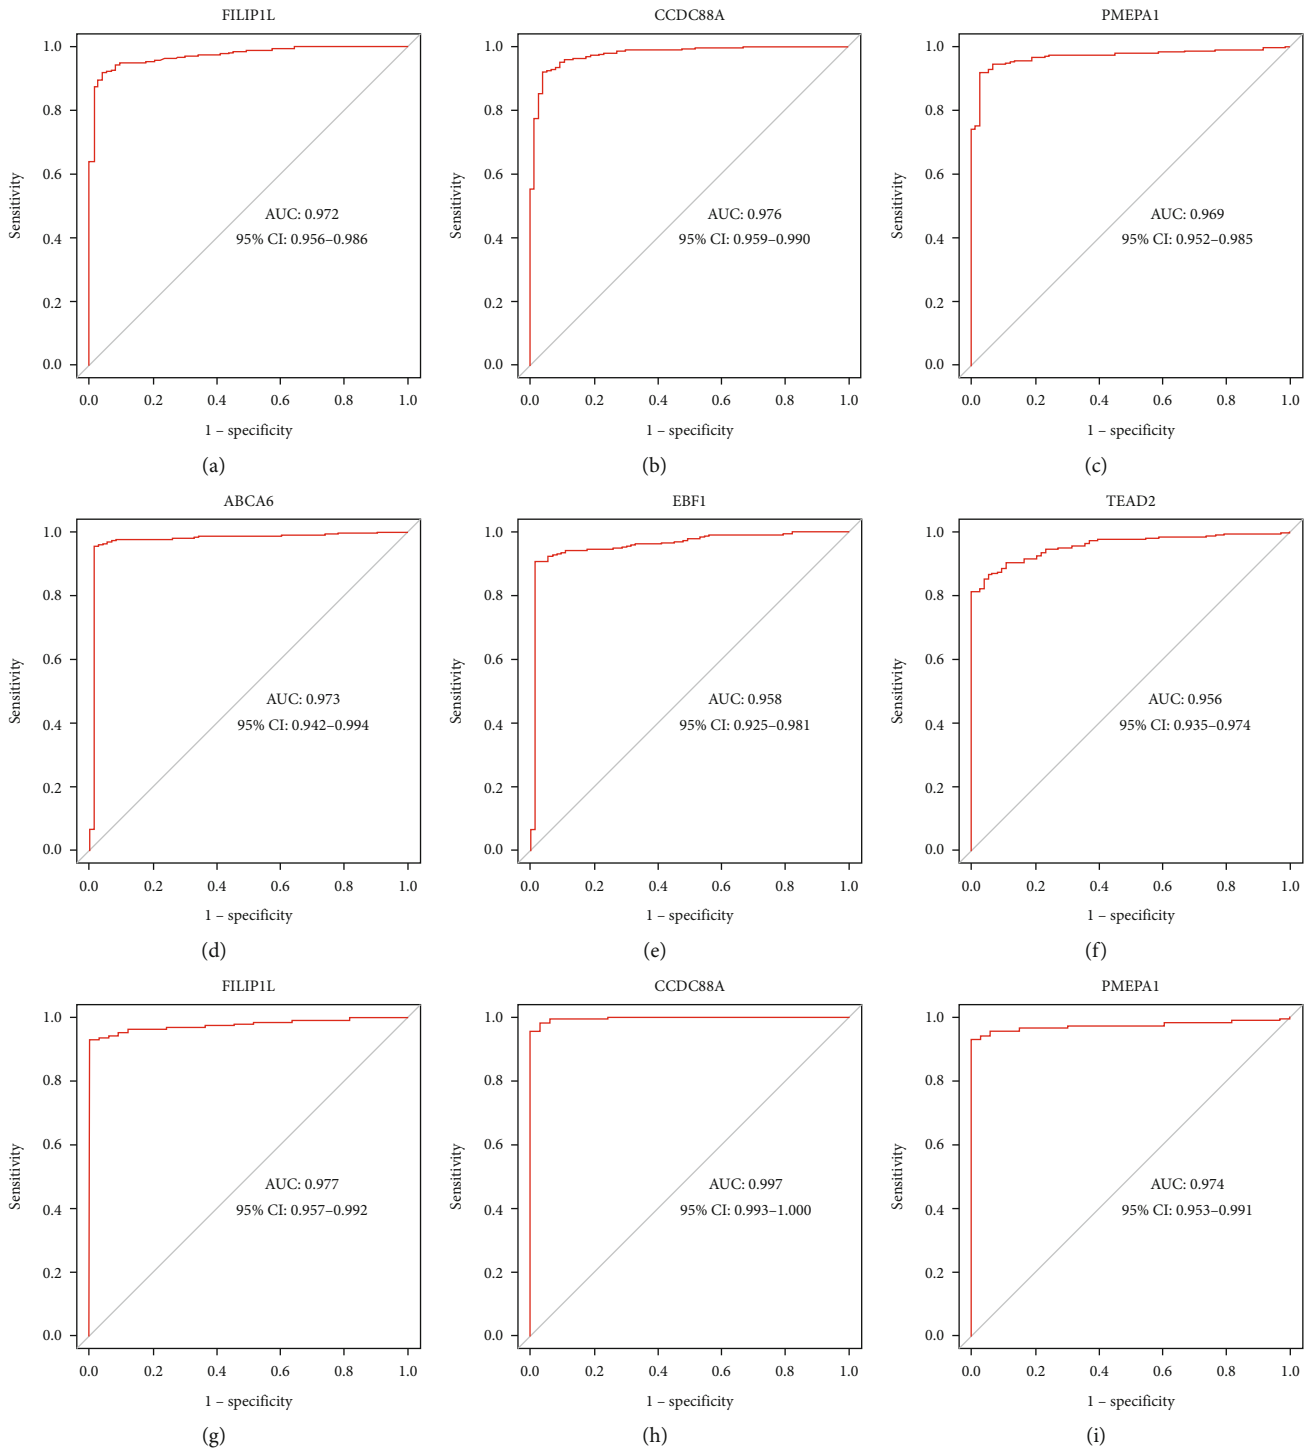 FILIP1L
1.0
0.8
0.6
0.4
0.2
0.0
Sensitivity
AUC: 0.972
95% CI: 0.956–0.986
0.0 0.2 0.4 0.6 0.8 1.0
1 – specificity
(a)
CCDC88A
1.0
0.8
0.6
0.4
0.2
0.0
Sensitivity
AUC: 0.976
95% CI: 0.959–0.990
0.0 0.2 0.4 0.6 0.8 1.0
1 – specificity
(b)
PMEPA1
1.0
0.8
0.6
0.4
0.2
0.0
Sensitivity
AUC: 0.969
95% CI: 0.952–0.985
0.0 0.2 0.4 0.6 0.8 1.0
1 – specificity
(c)
ABCA6
1.0
0.8
0.6
0.4
0.2
0.0
Sensitivity
AUC: 0.973
95% CI: 0.942–0.994
0.0 0.2 0.4 0.6 0.8 1.0
1 – specificity
(d)
EBF1
1.0
0.8
0.6
0.4
0.2
0.0
Sensitivity
AUC: 0.958
95% CI: 0.925–0.981
0.0 0.2 0.4 0.6 0.8 1.0
1 – specificity
(e)
TEAD2
1.0
0.8
0.6
0.4
0.2
0.0
Sensitivity
AUC: 0.956
95% CI: 0.935–0.974
0.0 0.2 0.4 0.6 0.8 1.0
1 – specificity
(f)
FILIP1L
1.0
0.8
0.6
0.4
0.2
0.0
Sensitivity
AUC: 0.977
95% CI: 0.957–0.992
0.0 0.2 0.4 0.6 0.8 1.0
1 – specificity
(g)
CCDC88A
1.0
0.8
0.6
0.4
0.2
0.0
Sensitivity
AUC: 0.997
95% CI: 0.993–1.000
0.0 0.2 0.4 0.6 0.8 1.0
1 – specificity
(h)
PMEPA1
1.0
0.8
0.6
0.4
0.2
0.0
Sensitivity
AUC: 0.974
95% CI: 0.953–0.991
0.0 0.2 0.4 0.6 0.8 1.0
1 – specificity
(i)